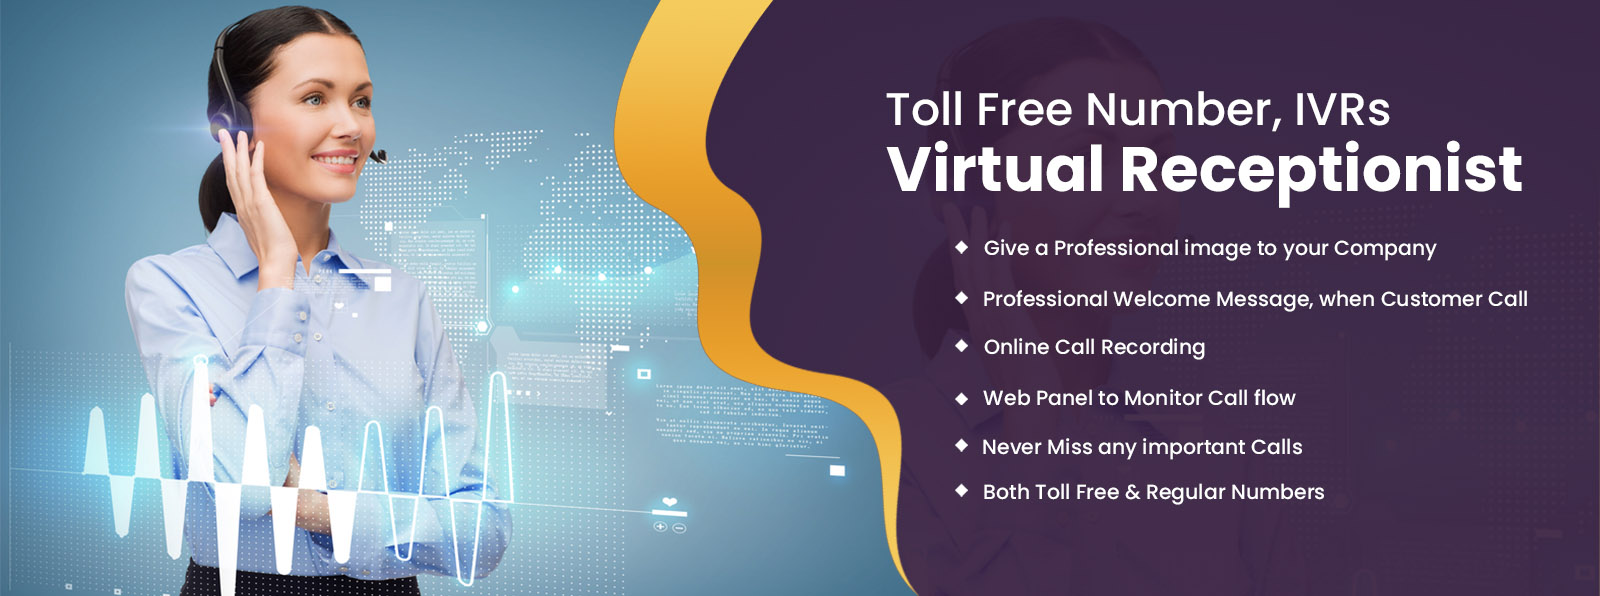 Toll Free Number, IVRs
Virtual Receptionist
Give a Professional image to your Company
Professional Welcome Message, when Customer Call
Online Call Recording
Web Panel to Monitor Call flow
Never Miss any important Calls
Both Toll Free & Regular Numbers